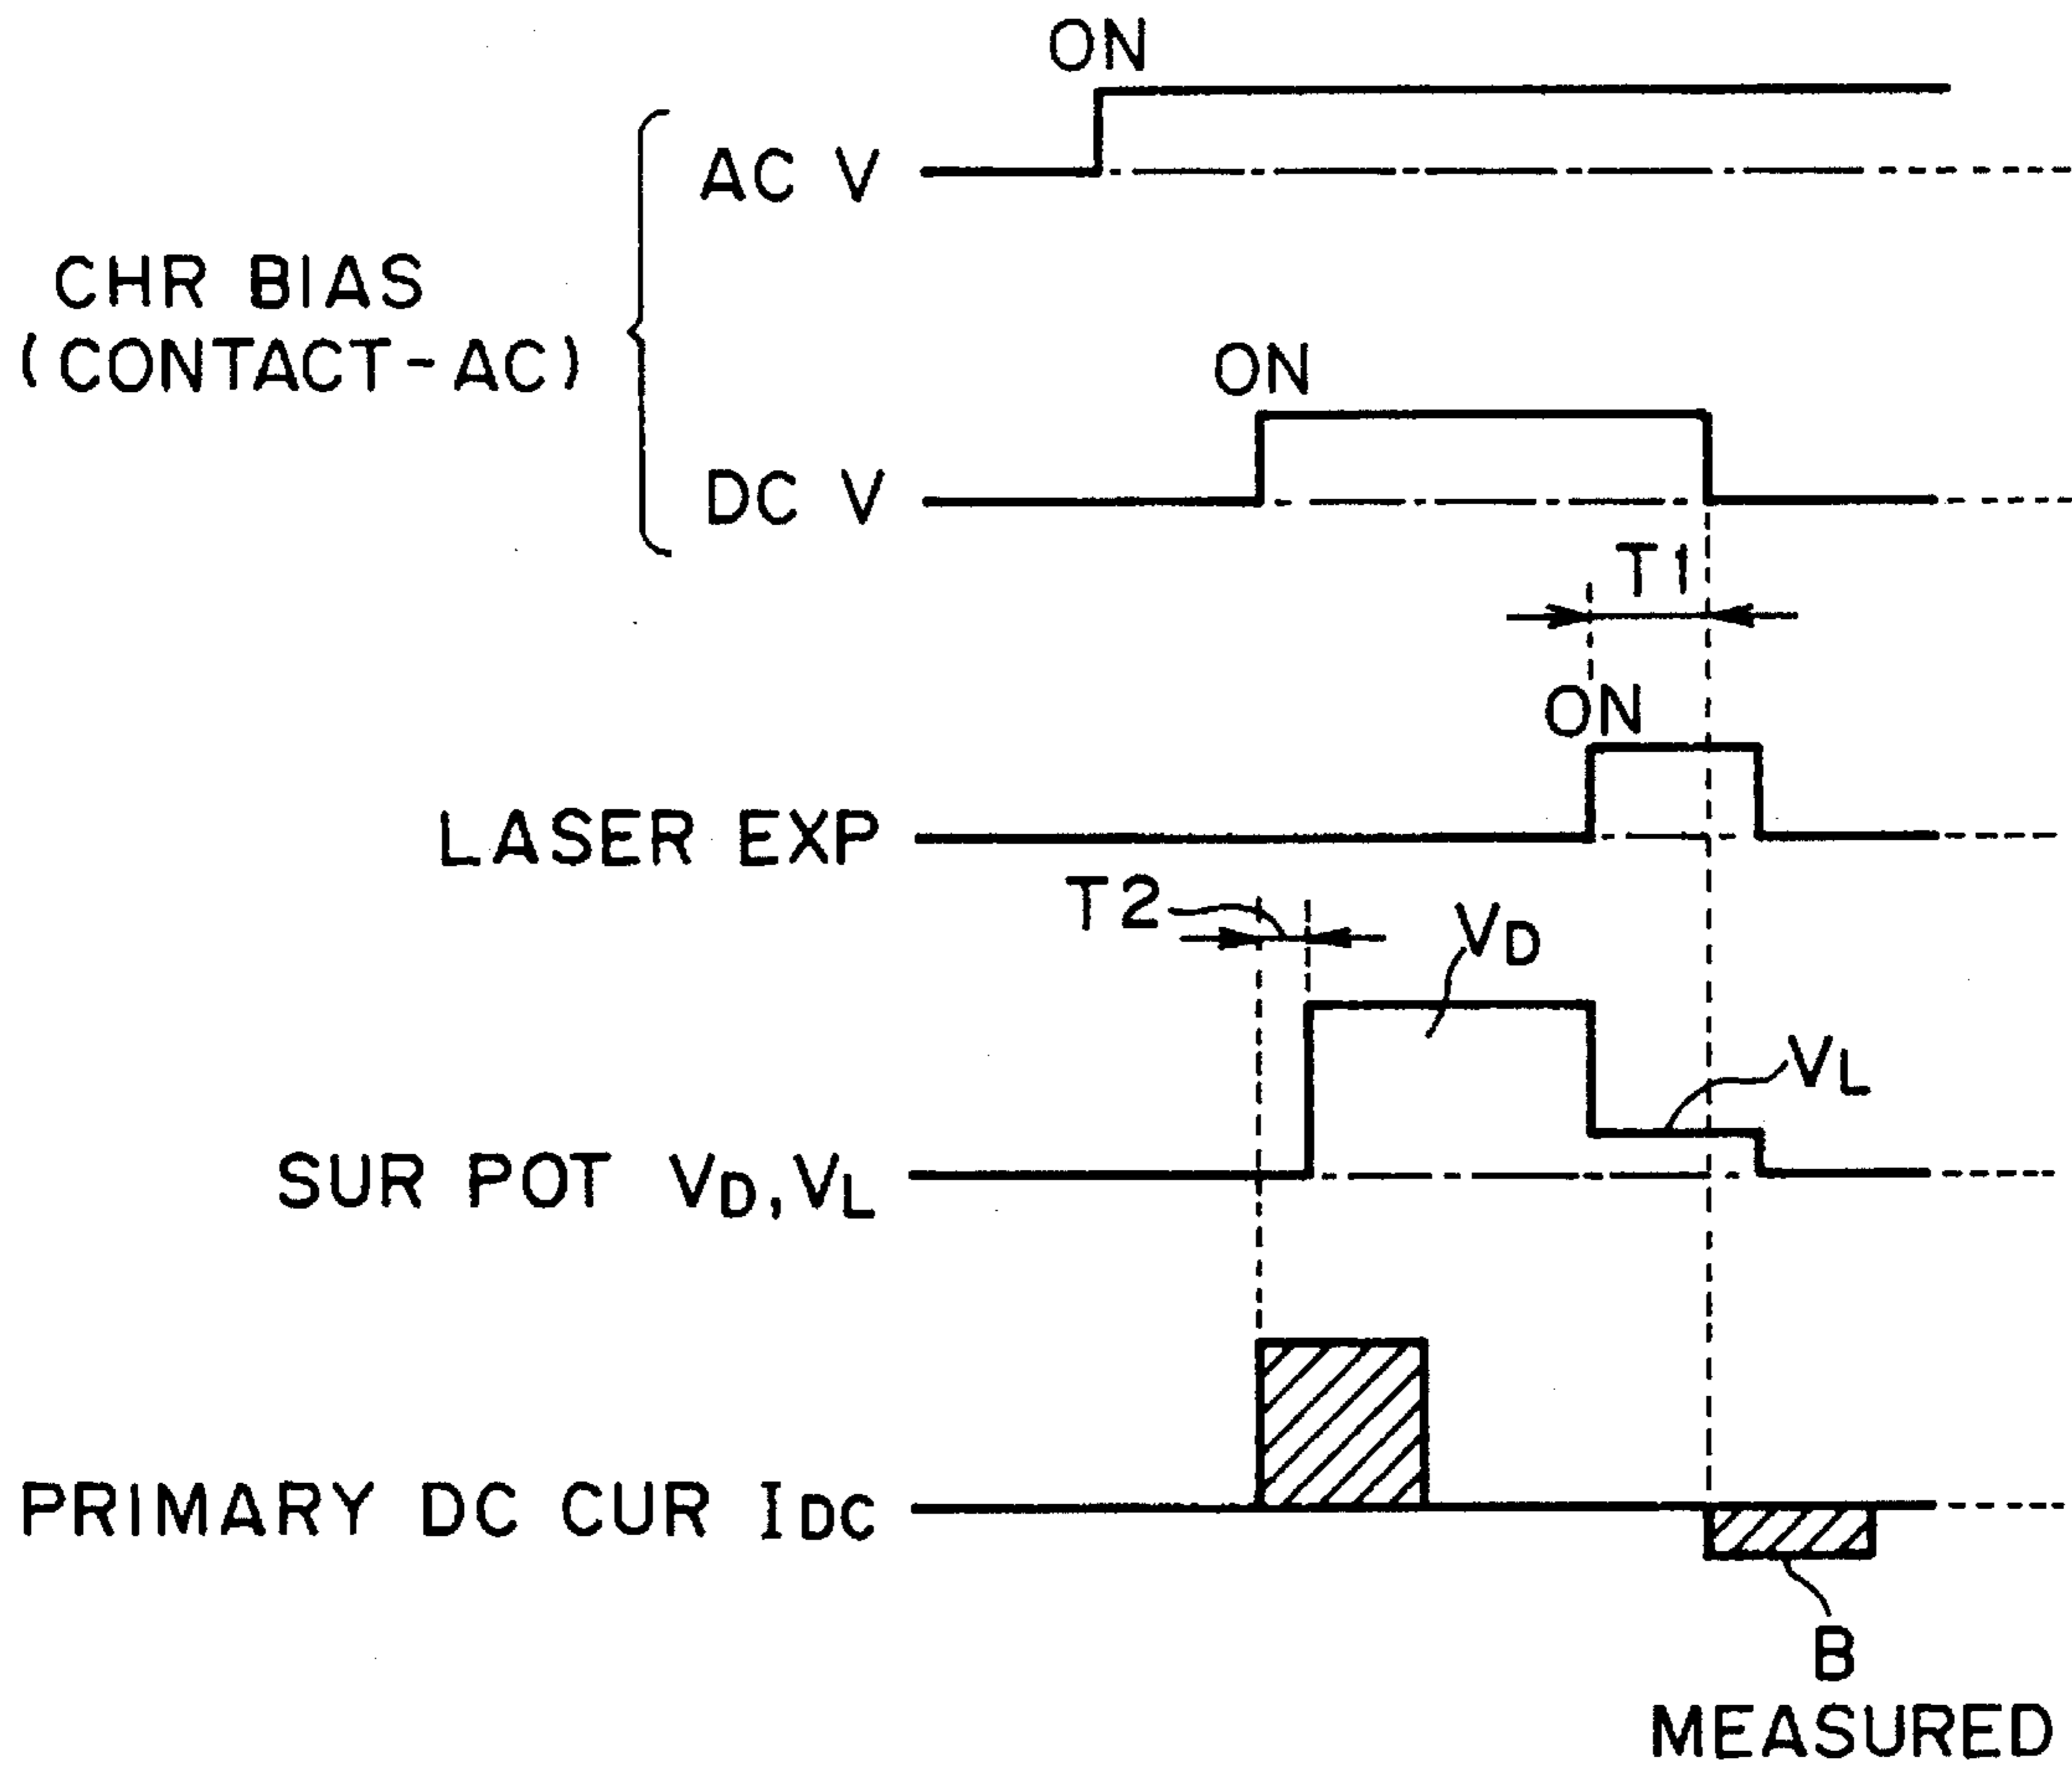 ON
AC V
CHR BIAS
(CONTACT-AC)
ON
DC V
T1
ON
LASER EXP
T2
VD
VL
SUR POT VD,VL
PRIMARY DC CUR IDC
B
MEASURED